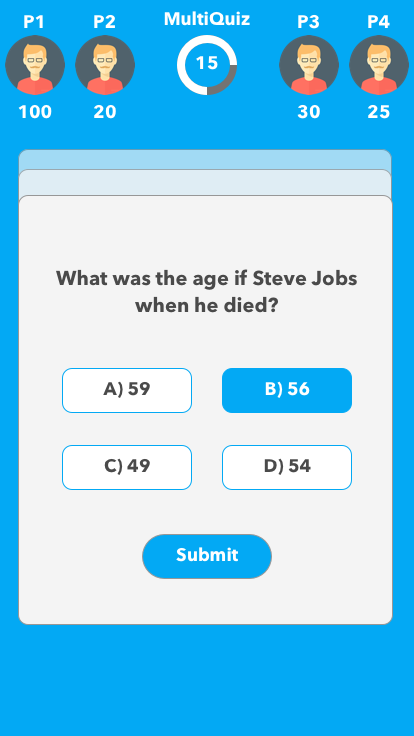 P1
P2
MultiQuiz
P3
P4
15
100
20
30
25
What was the age if Steve Jobs
when he died?
A) 59
B) 56
C) 49
D) 54
Submit